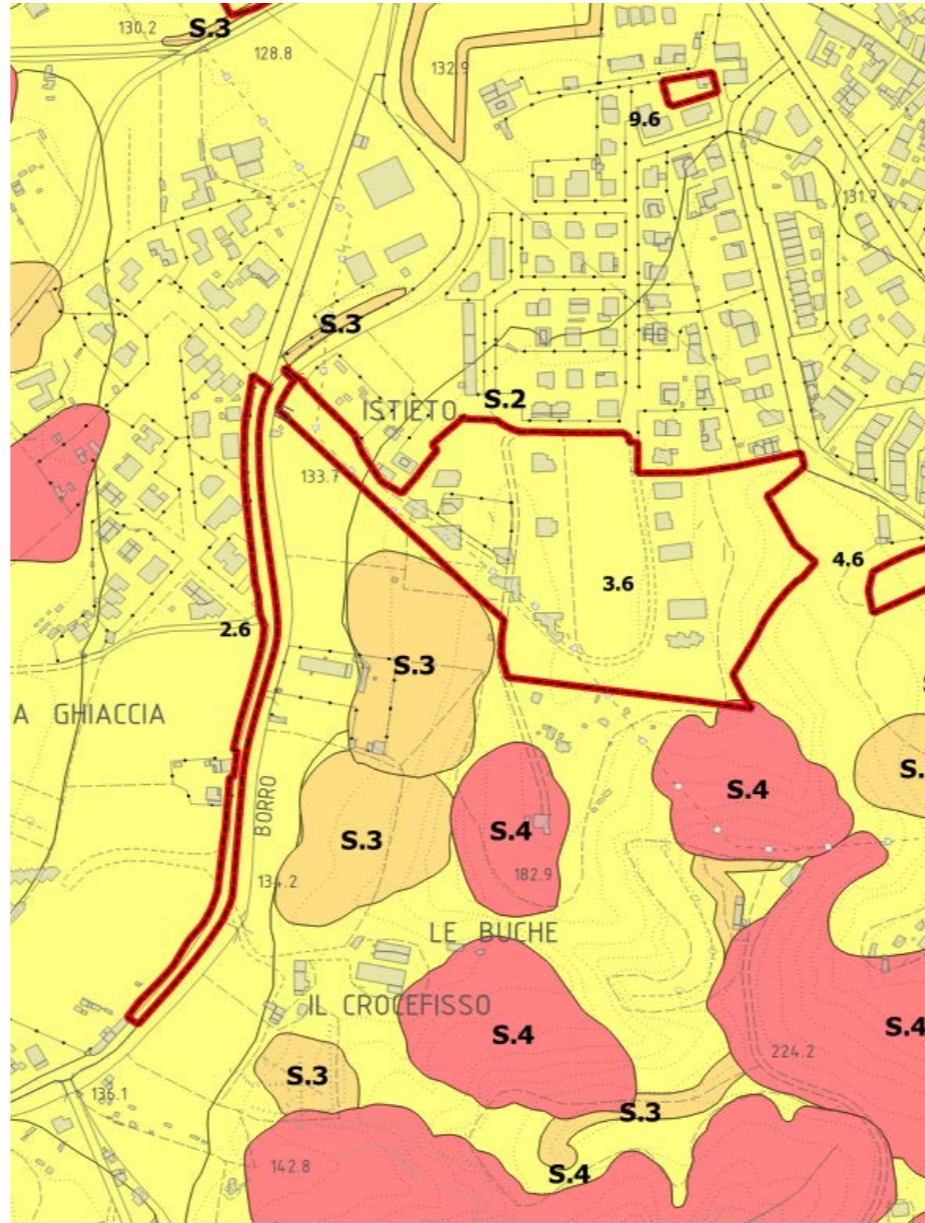 130.2
S.3
128.8
132.9
9.6
131.7
S.3
ISTIETO
S.2
133.7
4.6
3.6
2.6
S.3
A GHIACCIA
S.
S.4
BORRO
S.4
S.3
134.2
182.9
LE BUCHE
IL CROCEFISSO
S.4
S.4
224.2
S.3
135.1
S.3
142.8
S.4